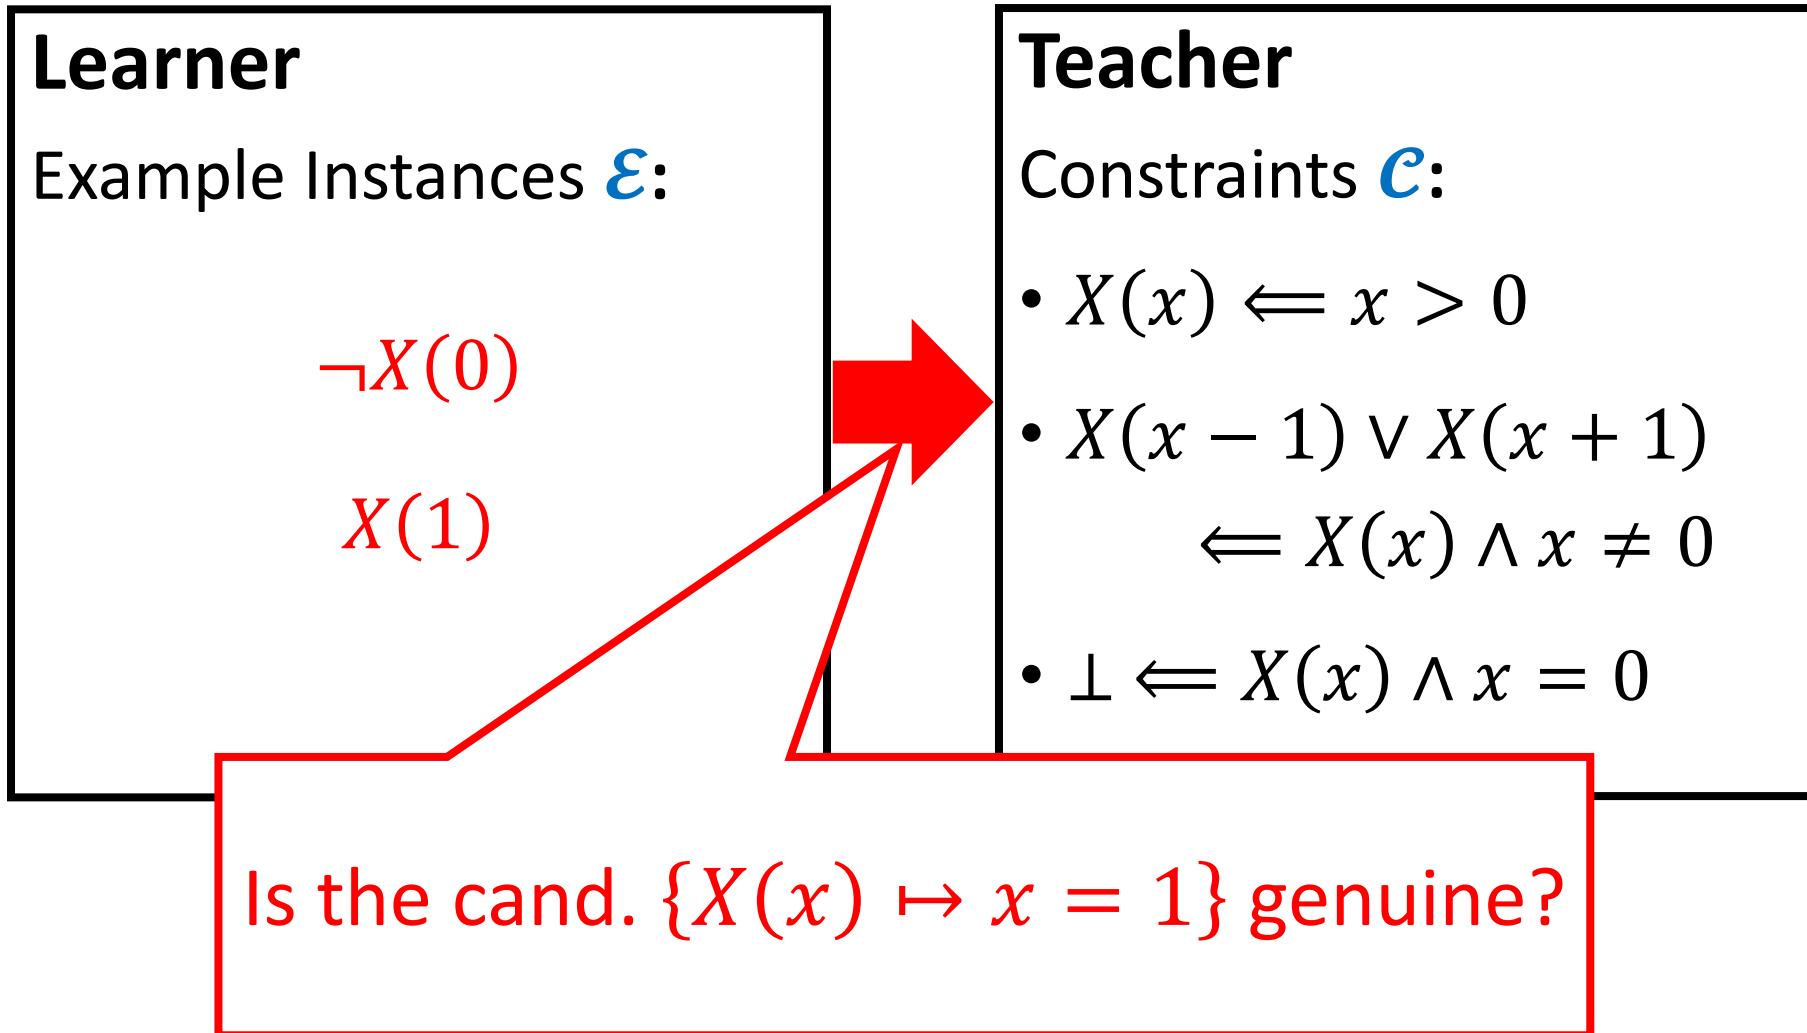 Learner
Example Instances ℰ:
¬X(0)
X(1)
Teacher
Constraints 𝒞:
• X(x) ⟸ x > 0
• X(x − 1) ∨ X(x + 1)
⟸ X(x) ∧ x ≠ 0
• ⊥ ⟸ X(x) ∧ x = 0
Is the cand. {X(x) ↦ x = 1} genuine?